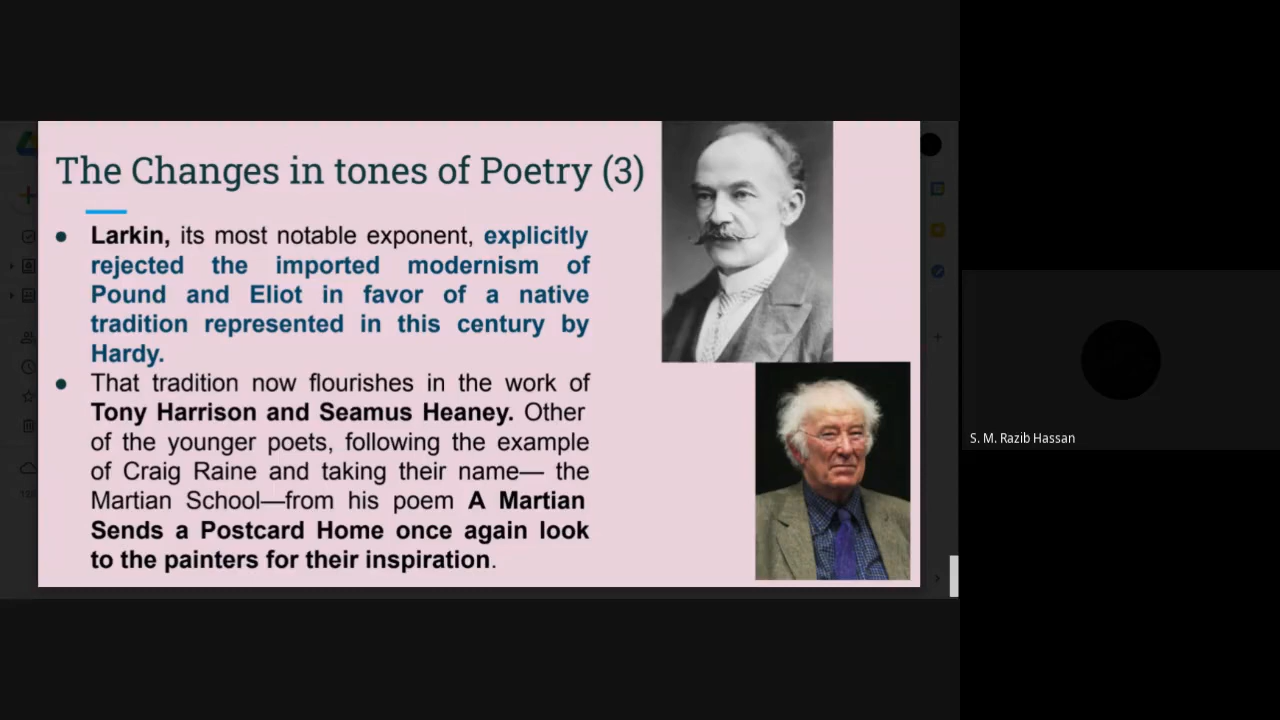 The Changes in tones of Poetry (3)
● Larkin, its most notable exponent, explicitly
rejected the imported modernism of
Pound and Eliot in favor of a native
tradition represented in this century by
Hardy.
● That tradition now flourishes in the work of
Tony Harrison and Seamus Heaney. Other
of the younger poets, following the example
of Craig Raine and taking their name— the
Martian School—from his poem A Martian
Sends a Postcard Home once again look
to the painters for their inspiration.
S. M. Razib Hassan